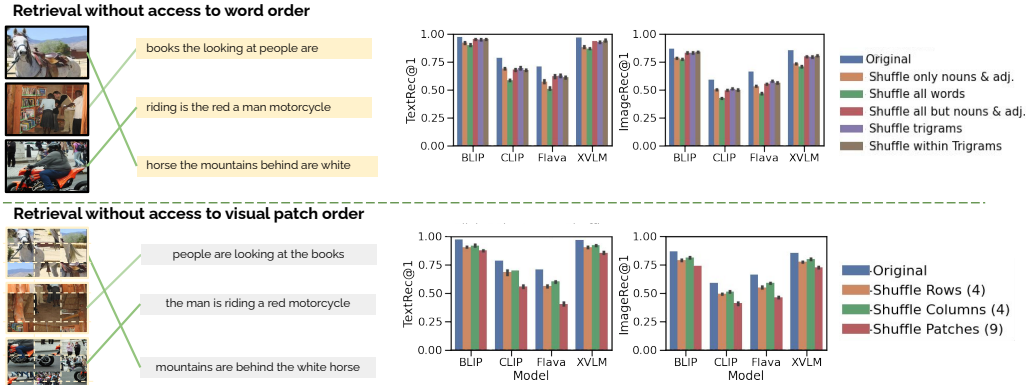 Retrieval without access to word order
books the looking at people are
riding is the red a man motorcycle
horse the mountains behind are white
TextRec@1
1.00
0.75
0.50
0.25
0.00
BLIP CLIP Flava XVLM
ImageRec@1
1.00
0.75
0.50
0.25
0.00
BLIP CLIP Flava XVLM
Original
Shuffle only nouns & adj.
Shuffle all words
Shuffle all but nouns & adj.
Shuffle trigrams
Shuffle within Trigrams
Retrieval without access to visual patch order
people are looking at the books
the man is riding a red motorcycle
mountains are behind the white horse
TextRec@1
1.00
0.75
0.50
0.25
0.00
BLIP CLIP Flava XVLM
Model
ImageRec@1
1.00
0.75
0.50
0.25
0.00
BLIP CLIP Flava XVLM
Model
Original
Shuffle Rows (4)
Shuffle Columns (4)
Shuffle Patches (9)